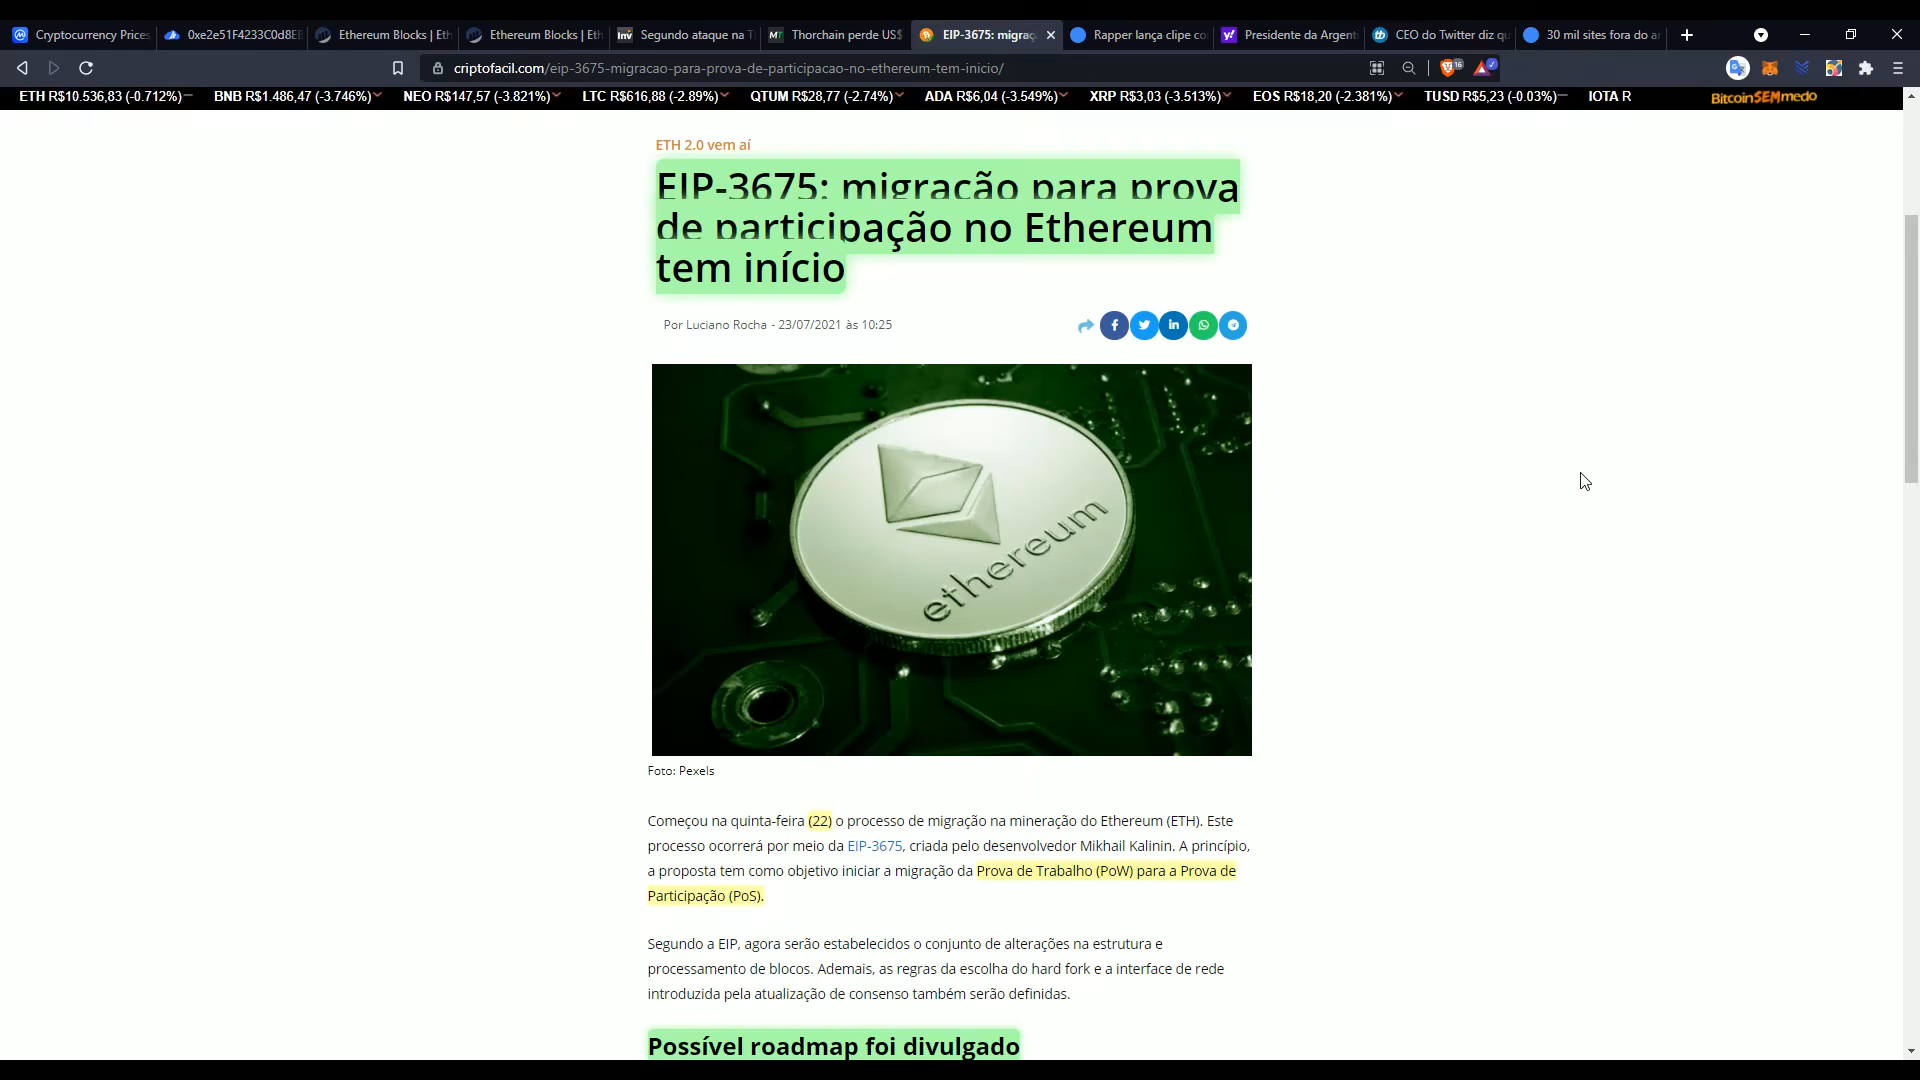 Cryptocurrency Prices
0xe2e51F4233C0d8EE
Ethereum Blocks | Eth
Ethereum Blocks | Eth
Inv
Segundo ataque na T
MT
Thorchain perde US$
EIP-3675: migraç
Rapper lança clipe co
y!
Presidente da Argent
tb
CEO do Twitter diz qu
30 mil sites fora do ar
criptofacil.com/eip-3675-migracao-para-prova-de-participacao-no-ethereum-tem-inicio/
16
ETH R$10.536,83 (-0.712%) BNB R$1.486,47 (-3.746%) NEO R$147,57 (-3.821%) LTC R$616,88 (-2.89%) QTUM R$28,77 (-2.74%) ADA R$6,04 (-3.549%) XRP R$3,03 (-3.513%) EOS R$18,20 (-2.381%) TUSD R$5,23 (-0.03%) IOTA R
BitcoinSEMmedo
ETH 2.0 vem aí
EIP-3675: migração para prova
de participação no Ethereum
tem início
Por Luciano Rocha - 23/07/2021 às 10:25
ethereum
Foto: Pexels
Começou na quinta-feira (22) o processo de migração na mineração do Ethereum (ETH). Este
processo ocorrerá por meio da EIP-3675, criada pelo desenvolvedor Mikhail Kalinin. A princípio,
a proposta tem como objetivo iniciar a migração da Prova de Trabalho (PoW) para a Prova de
Participação (PoS).
Segundo a EIP, agora serão estabelecidos o conjunto de alterações na estrutura e
processamento de blocos. Ademais, as regras da escolha do hard fork e a interface de rede
introduzida pela atualização de consenso também serão definidas.
Possível roadmap foi divulgado